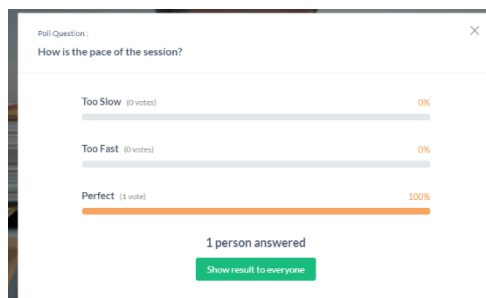 Poll Question :
How is the pace of the session?
Too Slow (0 votes) 0%
Too Fast (0 votes) 0%
Perfect (1 vote) 100%
1 person answered
Show result to everyone